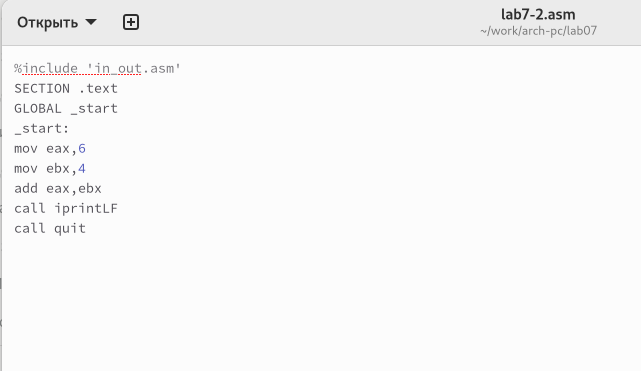 Открыть
lab7-2.asm
~/work/arch-pc/lab07
%include 'in_out.asm'
SECTION .text
GLOBAL _start
_start:
mov eax,6
mov ebx,4
add eax,ebx
call iprintLF
call quit